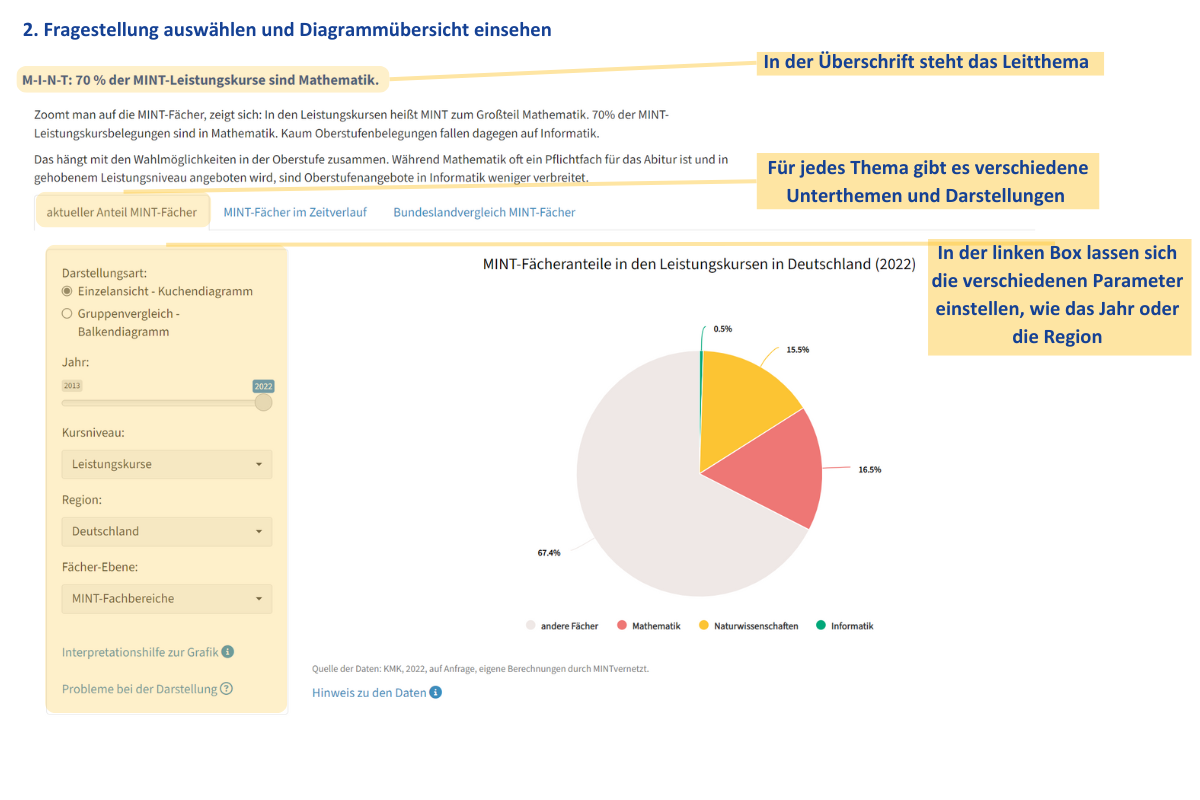 2. Fragestellung auswählen und Diagrammübersicht einsehen
In der Überschrift steht das Leitthema
M-I-N-T: 70 % der MINT-Leistungskurse sind Mathematik.
Zoomt man auf die MINT-Fächer, zeigt sich: In den Leistungskursen heißt MINT zum Großteil Mathematik. 70% der MINT-
Leistungskursbelegungen sind in Mathematik. Kaum Oberstufenbelegungen fallen dagegen auf Informatik.
Das hängt mit den Wahlmöglichkeiten in der Oberstufe zusammen. Während Mathematik oft ein Pflichtfach für das Abitur ist und in
gehobenem Leistungsniveau angeboten wird, sind Oberstufenangebote in Informatik weniger verbreitet.
Für jedes Thema gibt es verschiedene
Unterthemen und Darstellungen
aktueller Anteil MINT-Fächer
MINT-Fächer im Zeitverlauf
Bundeslandvergleich MINT-Fächer
In der linken Box lassen sich
die verschiedenen Parameter
einstellen, wie das Jahr oder
die Region
Darstellungsart:
Einzelansicht - Kuchendiagramm
Gruppenvergleich -
Balkendiagramm
Jahr:
2013
2022
Kursniveau:
Leistungskurse
Region:
Deutschland
Fächer-Ebene:
MINT-Fachbereiche
Interpretationshilfe zur Grafik
Probleme bei der Darstellung
MINT-Fächeranteile in den Leistungskursen in Deutschland (2022)
0.5%
15.5%
16.5%
67.4%
andere Fächer
Mathematik
Naturwissenschaften
Informatik
Quelle der Daten: KMK, 2022, auf Anfrage, eigene Berechnungen durch MINTvernetzt.
Hinweis zu den Daten